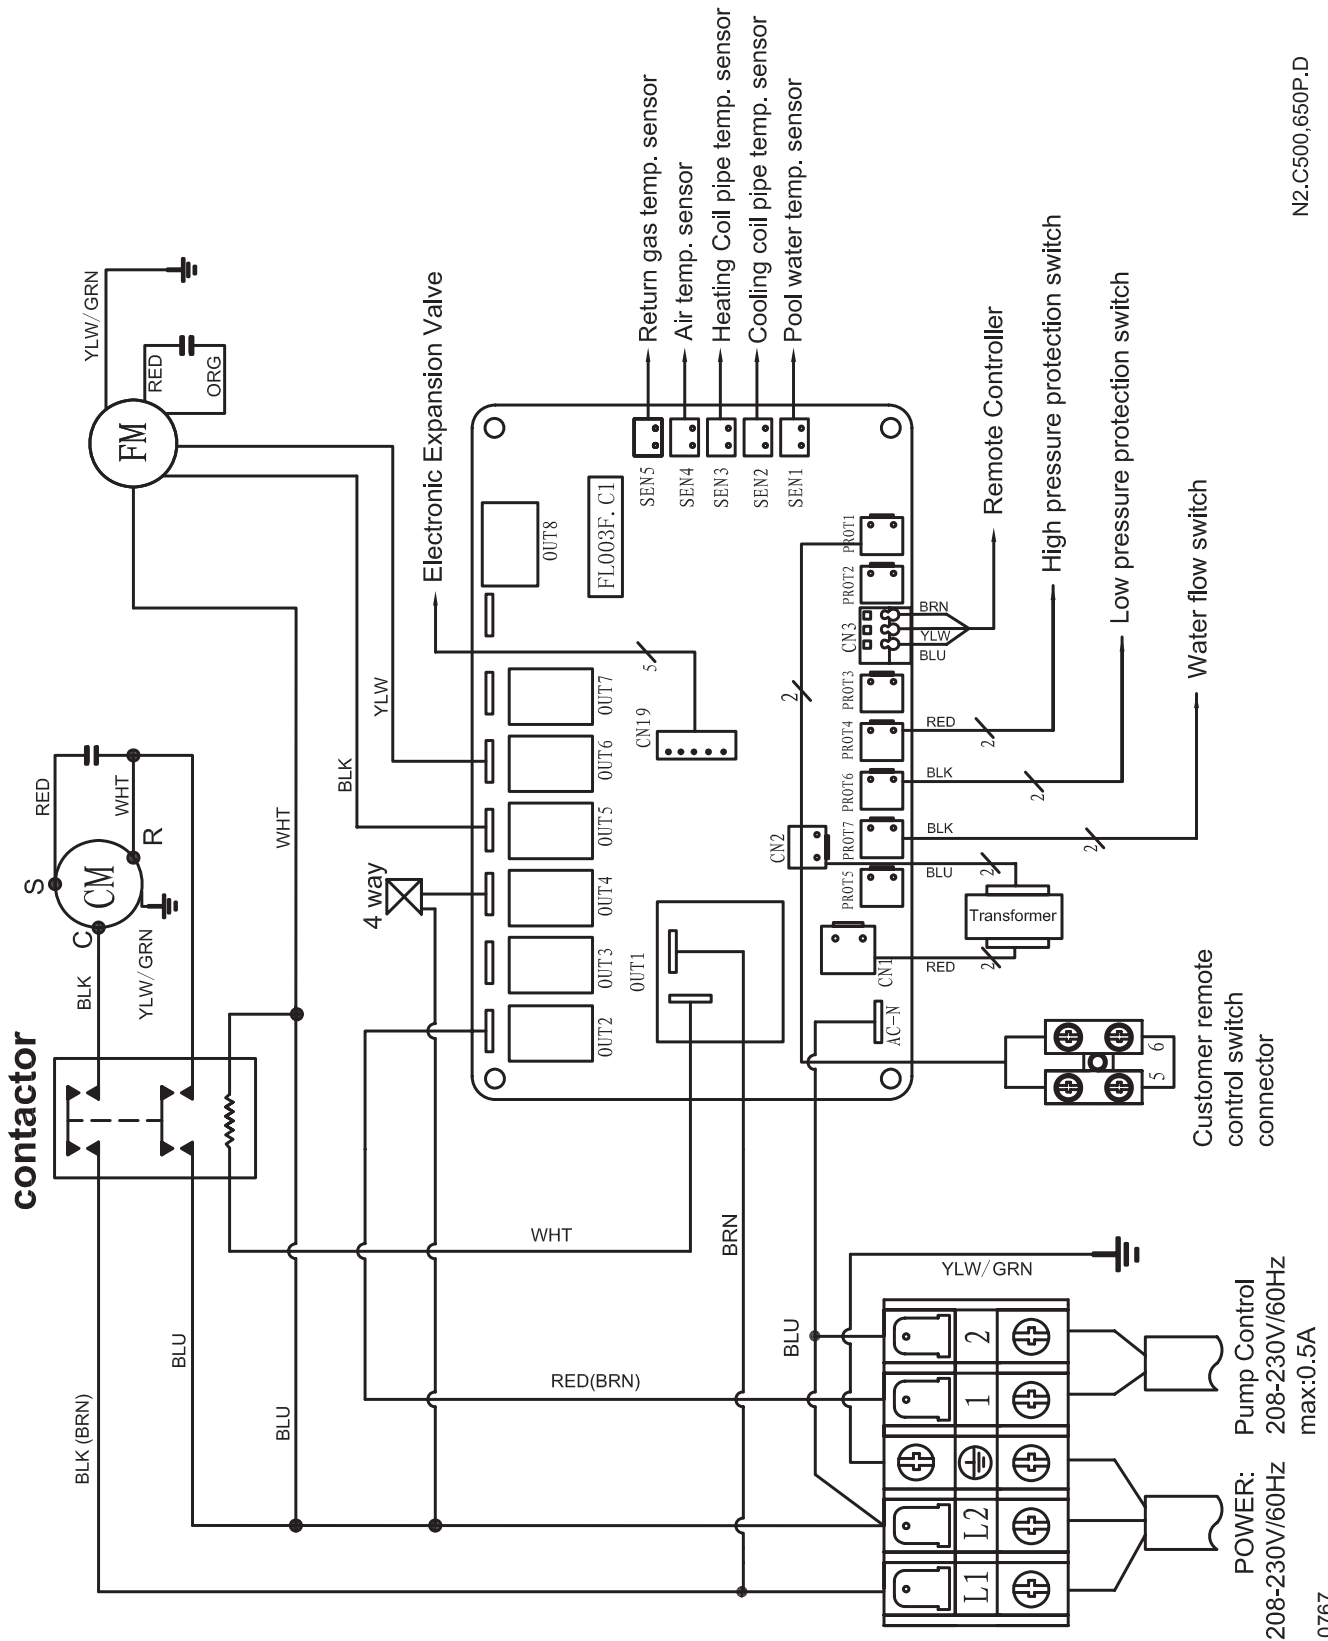 contactor
S
RED
CM
WHT
R
C
BLK
YLW/GRN
BLK (BRN)
BLU
BLU
WHT
FM
YLW/GRN
RED
ORG
4 way
BLK
YLW
WHT
RED(BRN)
BRN
BLU
Electronic Expansion Valve
5
CN19
OUT8
OUT7
OUT6
OUT5
OUT4
OUT3
OUT2
OUT1
FL003F. C1
SEN5
SEN4
SEN3
SEN2
SEN1
Return gas temp. sensor
Air temp. sensor
Heating Coil pipe temp. sensor
Cooling coil pipe temp. sensor
Pool water temp. sensor
2
PROT1
PROT2
CN3
PROT3
PROT4
PROT6
PROT7
PROT5
CN2
CN1
AC-N
BRN
YLW
BLU
Remote Controller
RED
2
High pressure protection switch
BLK
2
Low pressure protection switch
BLK
2
Water flow switch
BLU
2
Transformer
RED
2
Customer remote
control switch
connector
5
6
YLW/GRN
L1
L2
1
2
POWER:
208-230V/60Hz
Pump Control
208-230V/60Hz
max:0.5A
N2.C500,650P.D
0767